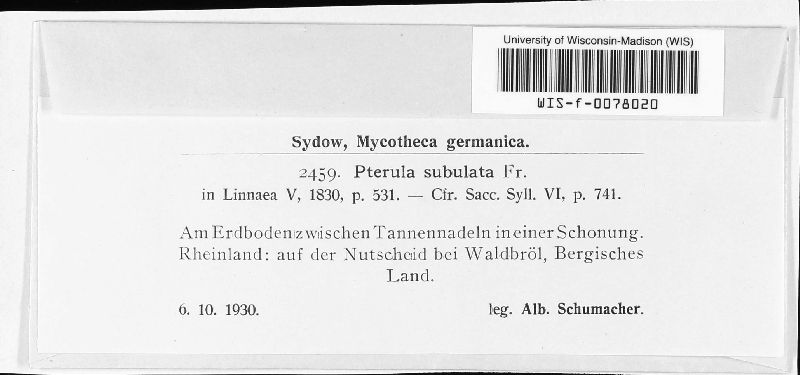 University of Wisconsin-Madison (WIS)
WIS-f-0078020
Sydow, Mycotheca germanica.
2459. Pterula subulata Fr.
in Linnaea V, 1830, p. 531. — Cfr. Sacc. Syll. VI, p. 741.
Am Erdboden zwischen Tannennadeln in einer Schonung.
Rheinland: auf der Nutscheid bei Waldbröl, Bergisches
Land.
6. 10. 1930. leg. Alb. Schumacher.